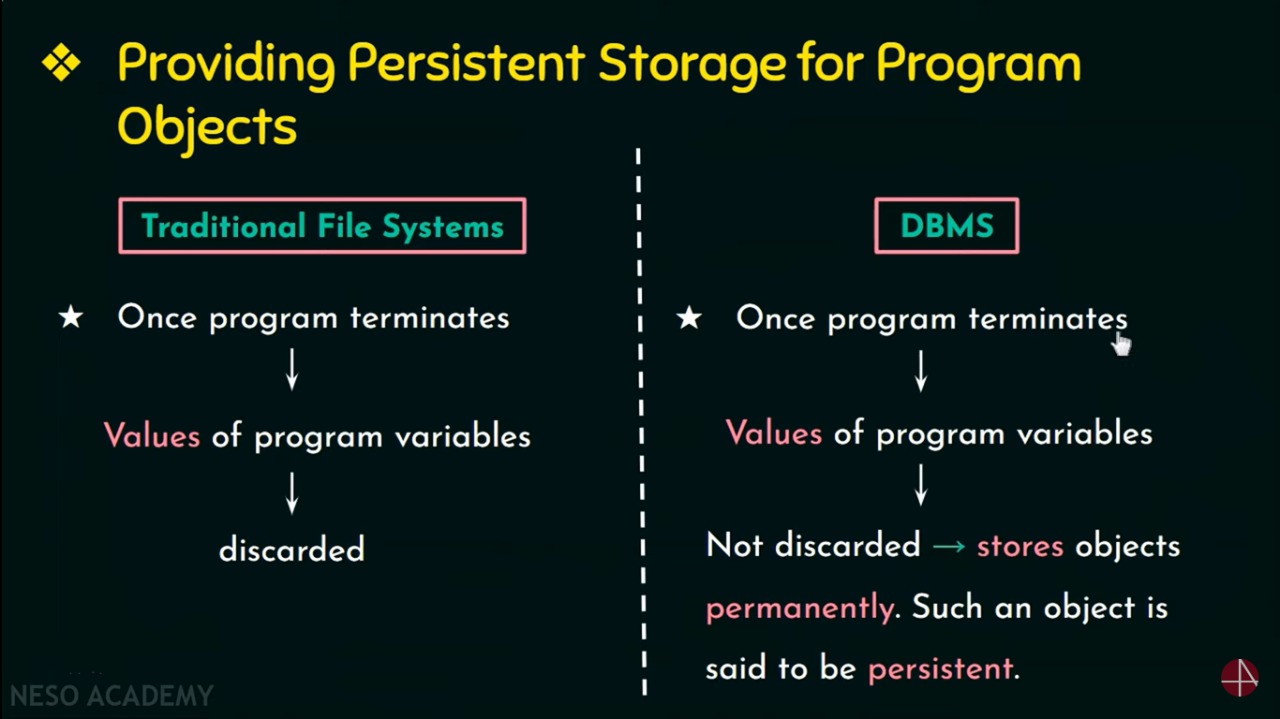 ❖ Providing Persistent Storage for Program
Objects
Traditional File Systems
★ Once program terminates
↓
Values of program variables
↓
discarded
DBMS
★ Once program terminates
↓
Values of program variables
↓
Not discarded → stores objects
permanently. Such an object is
said to be persistent.
NESO ACADEMY